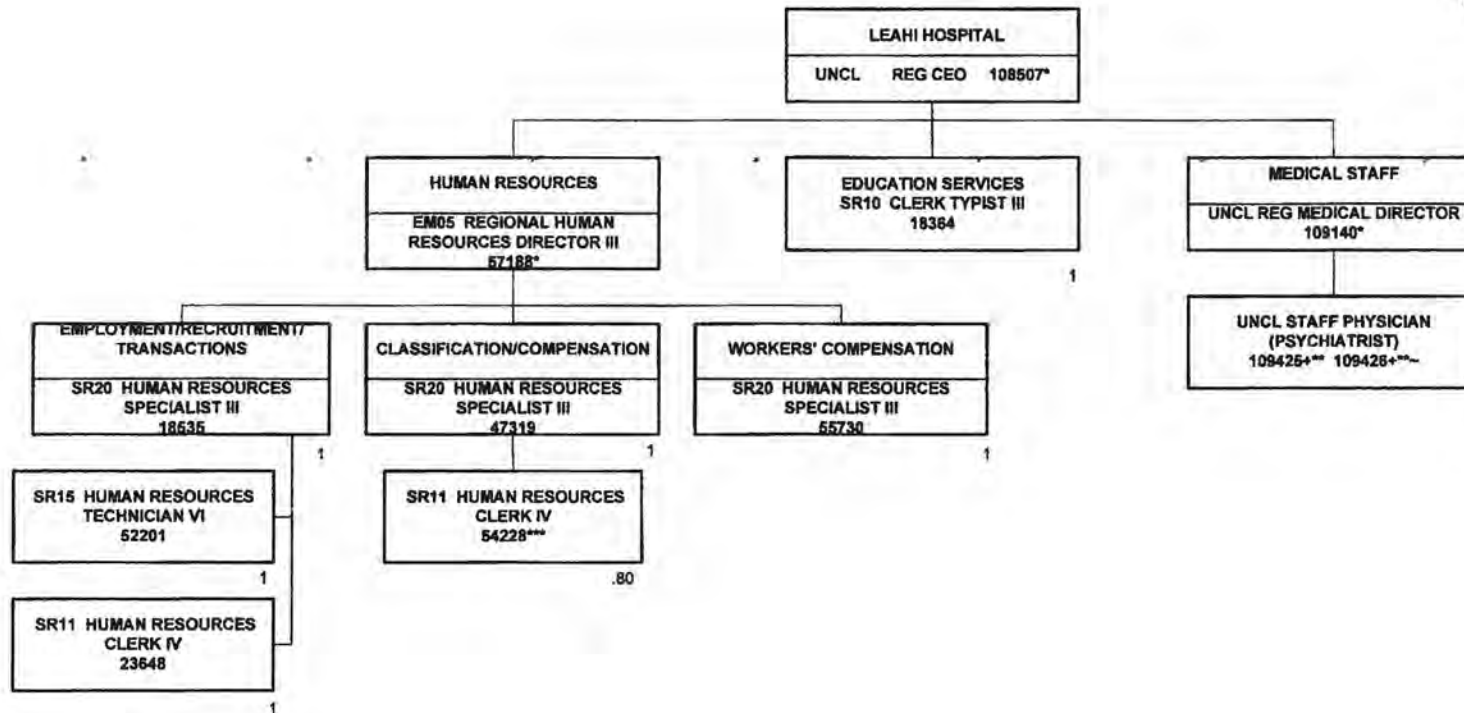 LEAHI HOSPITAL
UNCL REG CEO 108507*
HUMAN RESOURCES
EM05 REGIONAL HUMAN
RESOURCES DIRECTOR III
57188*
EDUCATION SERVICES
SR10 CLERK TYPIST III
18364
1
MEDICAL STAFF
UNCL REG MEDICAL DIRECTOR
109140*
UNCL STAFF PHYSICIAN
(PSYCHIATRIST)
109425+** 109426+**~
EMPLOYMENT/RECRUITMENT/
TRANSACTIONS
SR20 HUMAN RESOURCES
SPECIALIST III
18535
1
CLASSIFICATION/COMPENSATION
SR20 HUMAN RESOURCES
SPECIALIST III
47319
1
WORKERS' COMPENSATION
SR20 HUMAN RESOURCES
SPECIALIST III
55730
1
SR15 HUMAN RESOURCES
TECHNICIAN VI
52201
1
SR11 HUMAN RESOURCES
CLERK IV
54228***
.80
SR11 HUMAN RESOURCES
CLERK IV
23648
1